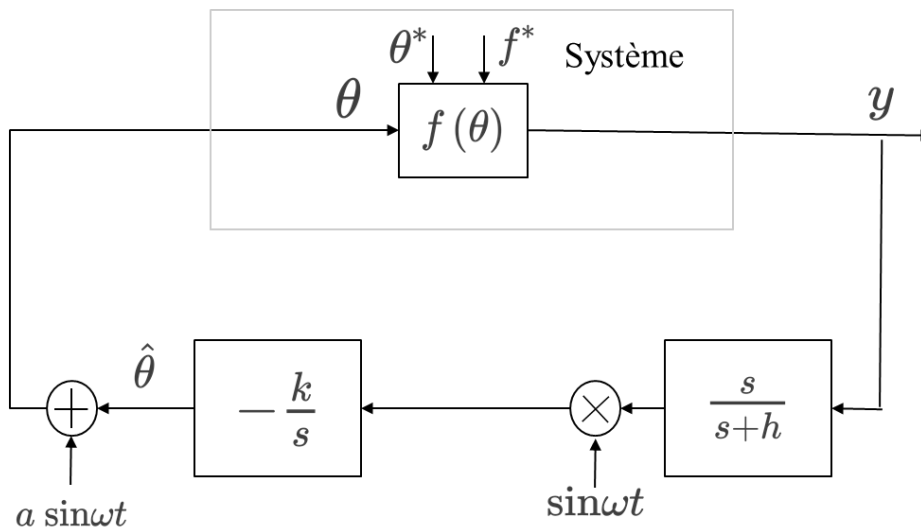 θ* f* Système
θ f(θ) y
θ̂ − k/s × s/(s+h)
+
a sinωt sinωt